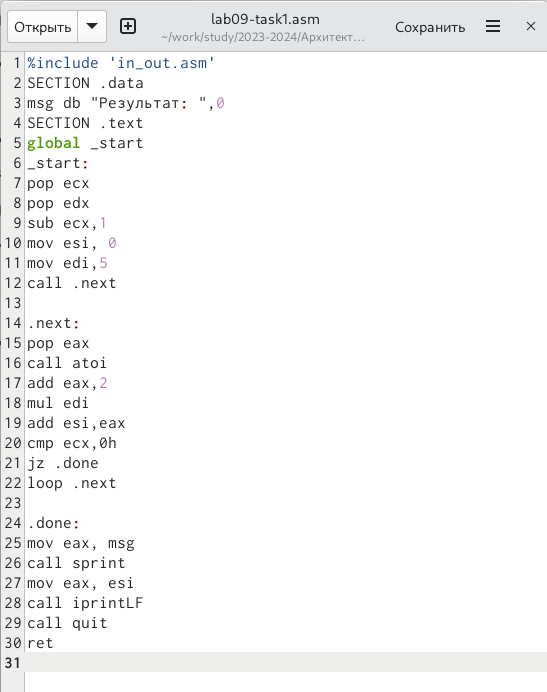 Открыть
lab09-task1.asm
~/work/study/2023-2024/Архитект…
Сохранить
1 %include 'in_out.asm'
2 SECTION .data
3 msg db "Результат: ",0
4 SECTION .text
5 global _start
6 _start:
7 pop ecx
8 pop edx
9 sub ecx,1
10 mov esi, 0
11 mov edi,5
12 call .next
13
14 .next:
15 pop eax
16 call atoi
17 add eax,2
18 mul edi
19 add esi,eax
20 cmp ecx,0h
21 jz .done
22 loop .next
23
24 .done:
25 mov eax, msg
26 call sprint
27 mov eax, esi
28 call iprintLF
29 call quit
30 ret
31